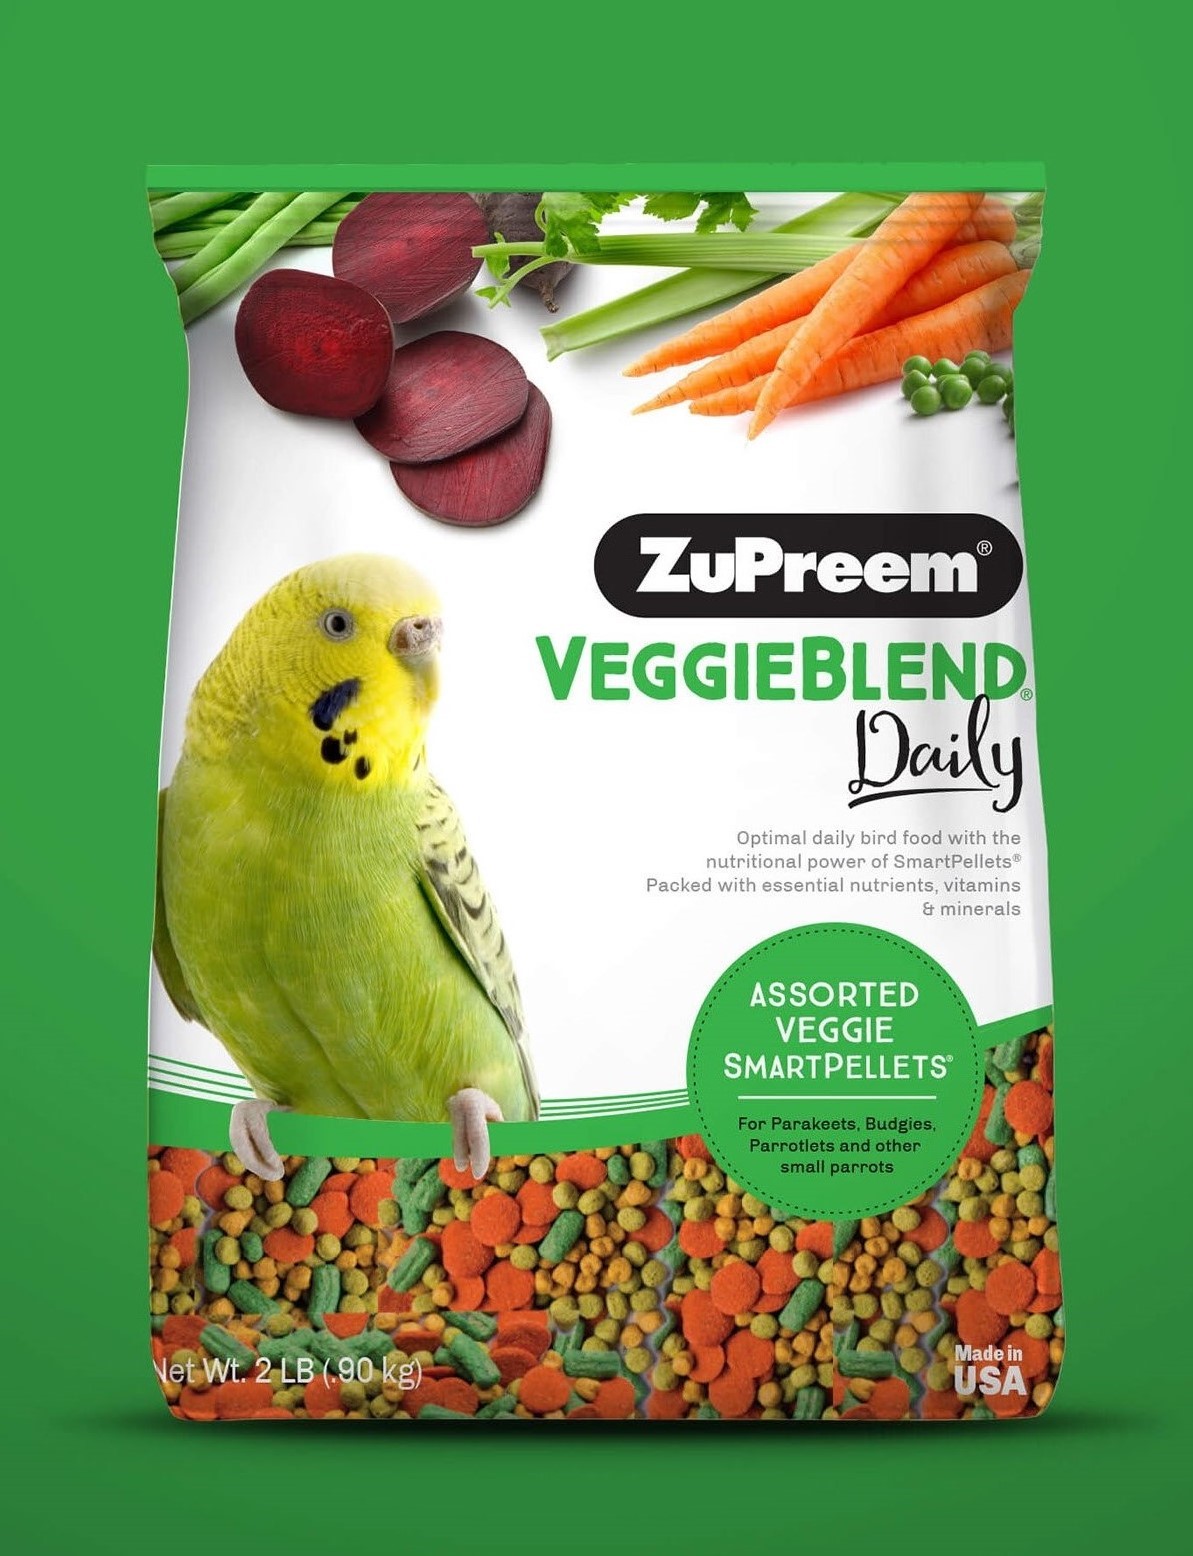 ZuPreem®
VEGGIEBLEND®
Daily
Optimal daily bird food with the
nutritional power of SmartPellets®
Packed with essential nutrients, vitamins
& minerals
ASSORTED
VEGGIE
SMARTPELLETS®
For Parakeets, Budgies,
Parrotlets and other
small parrots
Net Wt. 2 LB (.90 kg)
Made in
USA